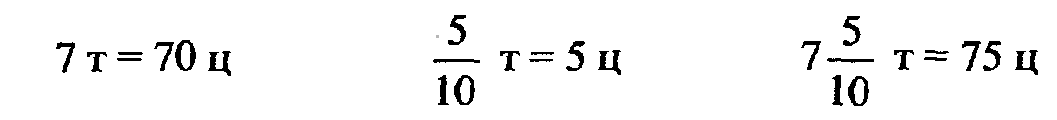 7 т = 70 ц 5/10 т = 5 ц 7 5/10 т = 75 ц